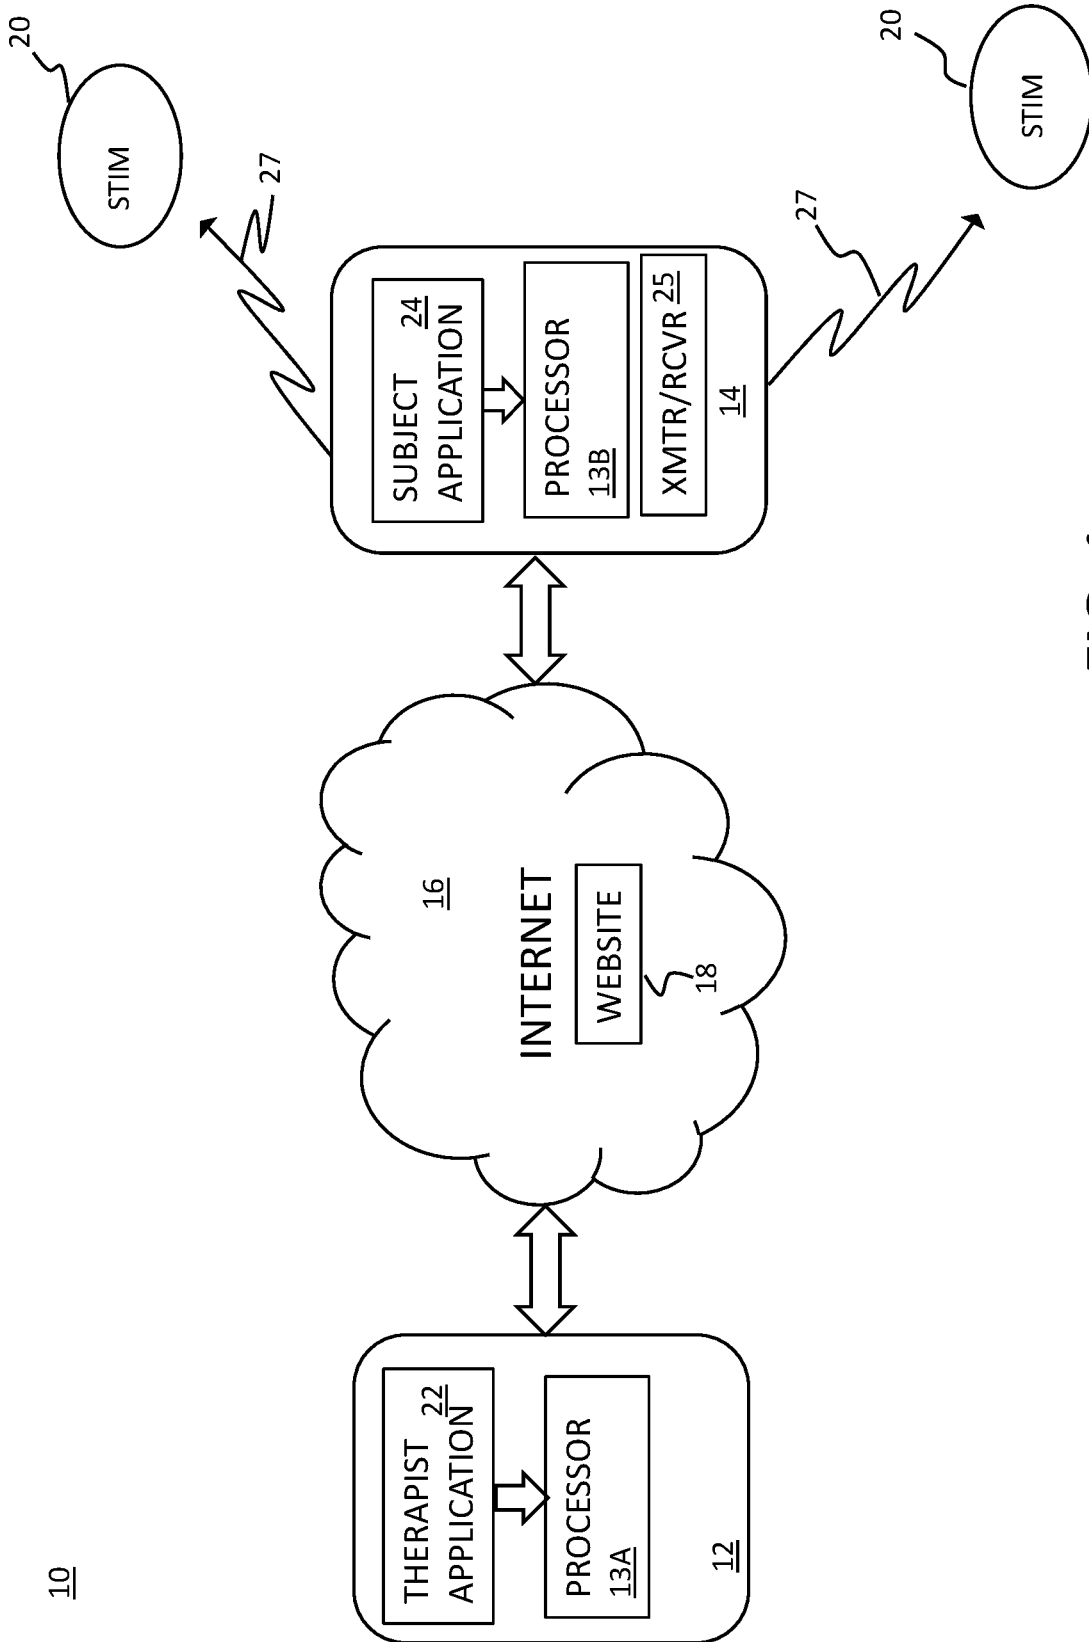 10
THERAPIST
22
APPLICATION
PROCESSOR
13A
12
16
INTERNET
WEBSITE
18
SUBJECT
24
APPLICATION
PROCESSOR
13B
XMTR/RCVR 25
14
27
20
STIM
27
20
STIM